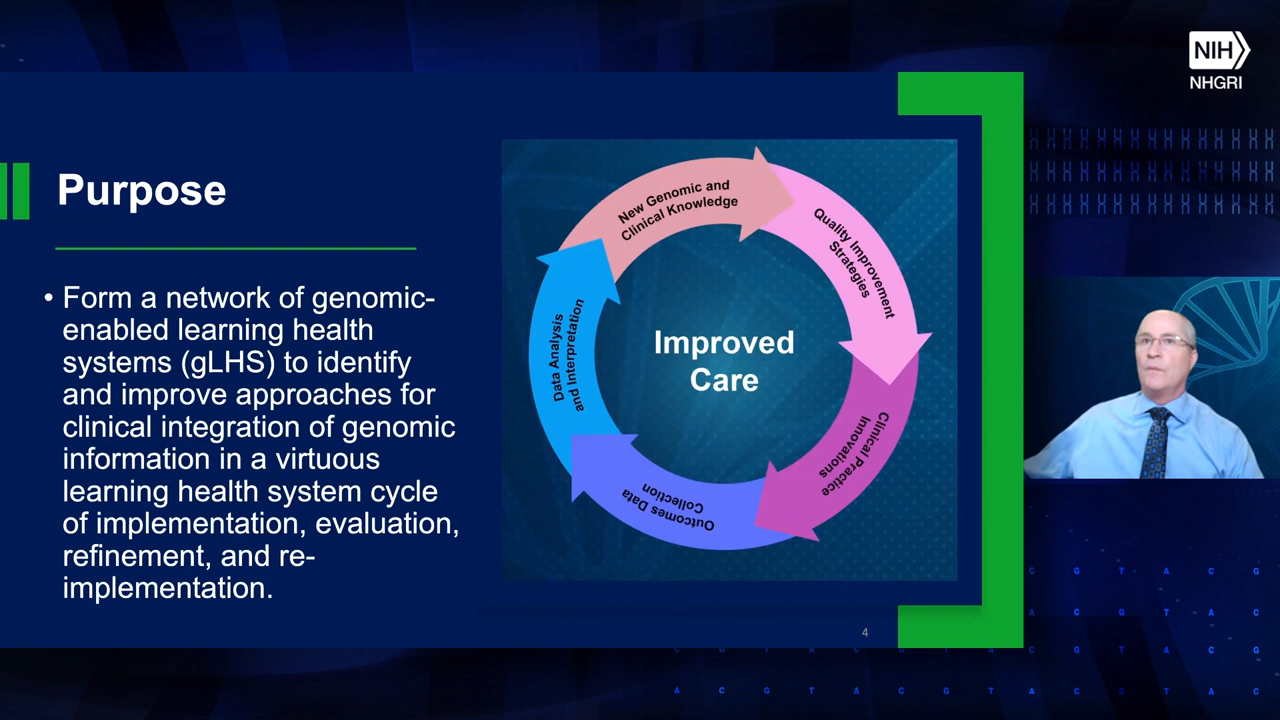 NIH
NHGRI
Purpose
• Form a network of genomic-
enabled learning health
systems (gLHS) to identify
and improve approaches for
clinical integration of genomic
information in a virtuous
learning health system cycle
of implementation, evaluation,
refinement, and re-
implementation.
New Genomic and
Clinical Knowledge
Quality Improvement
Strategies
Clinical Practice
Innovations
Outcomes Data
Collection
Data Analysis
and Interpretation
Improved
Care
4
C G T A C G
A C G T A C
C G T A C G T A C G T A C G
A C G T A C G T A C G T A C